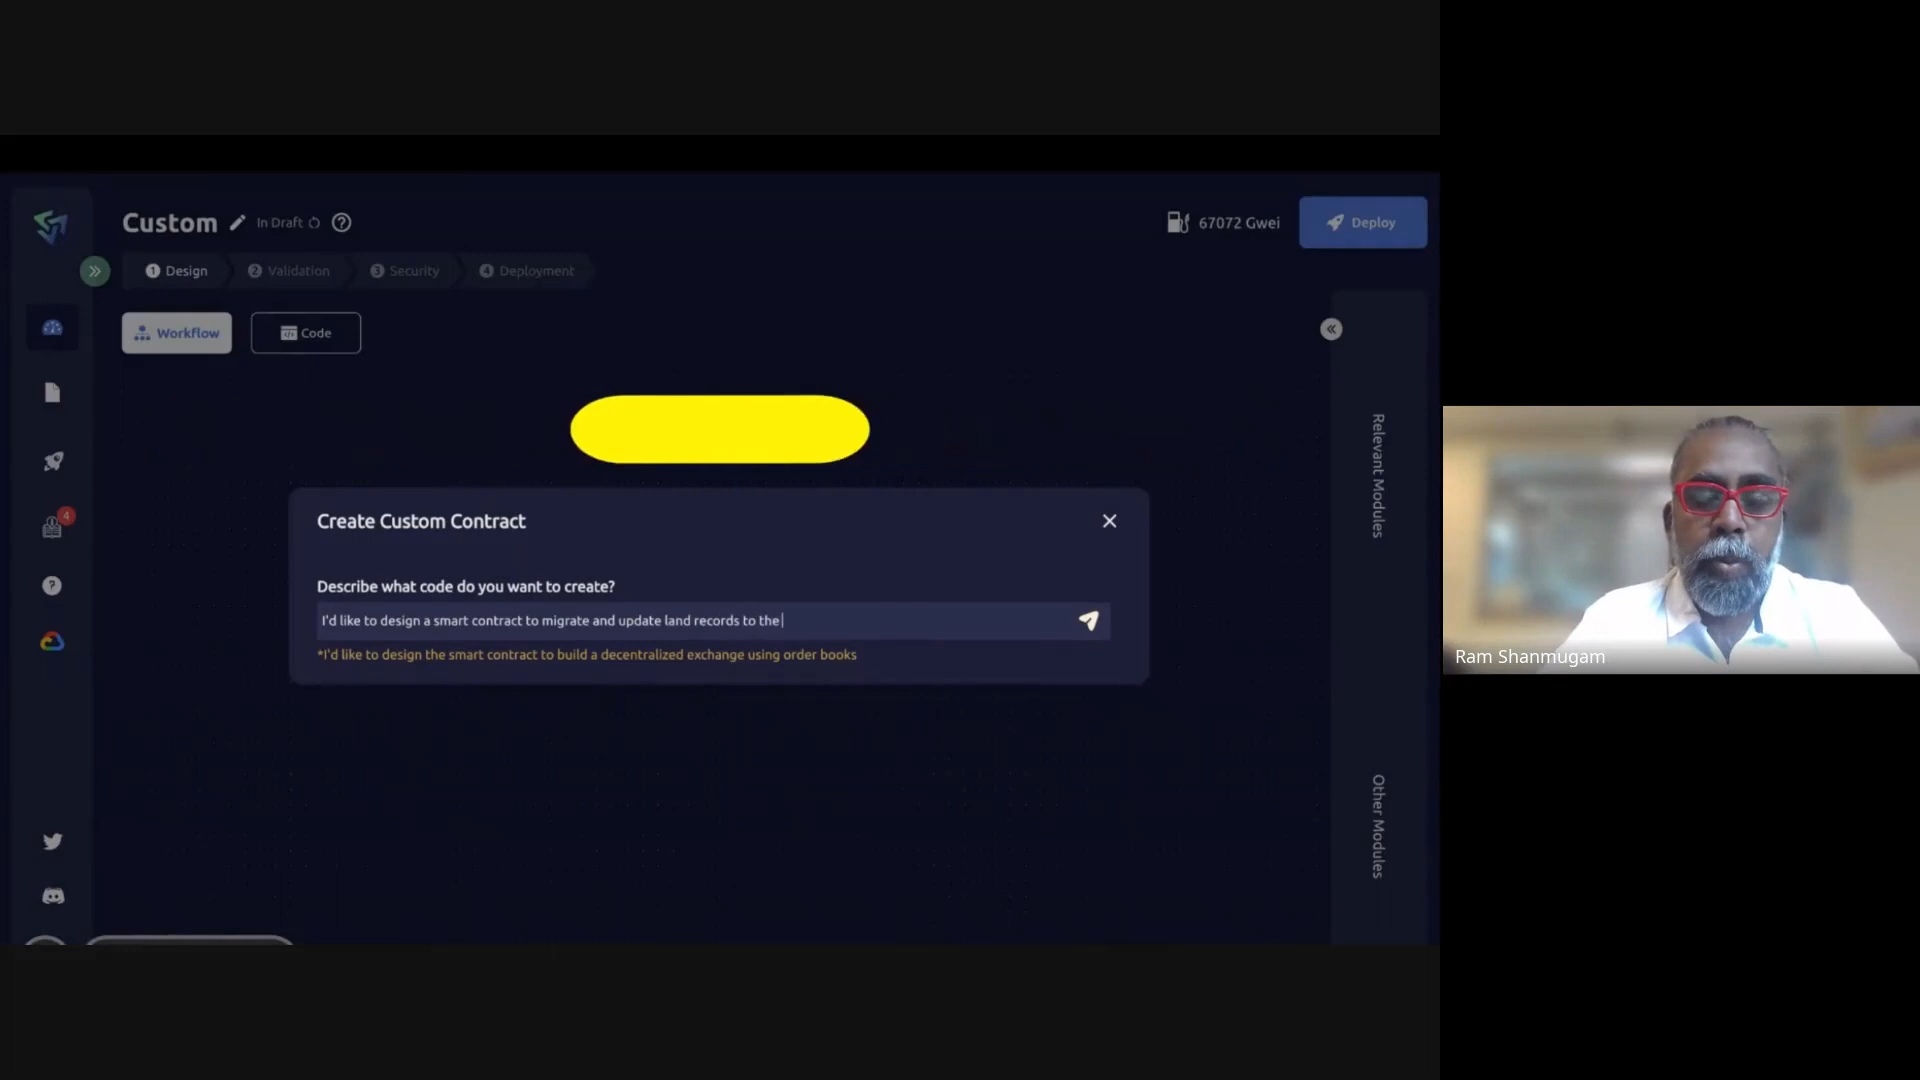 Custom
In Draft
67072 Gwei
Deploy
1 Design
2 Validation
3 Security
4 Deployment
Workflow
Code
Relevant Modules
4
Create Custom Contract
Describe what code do you want to create?
I'd like to design a smart contract to migrate and update land records to the
*I'd like to design the smart contract to build a decentralized exchange using order books
Ram Shanmugam
Other Modules